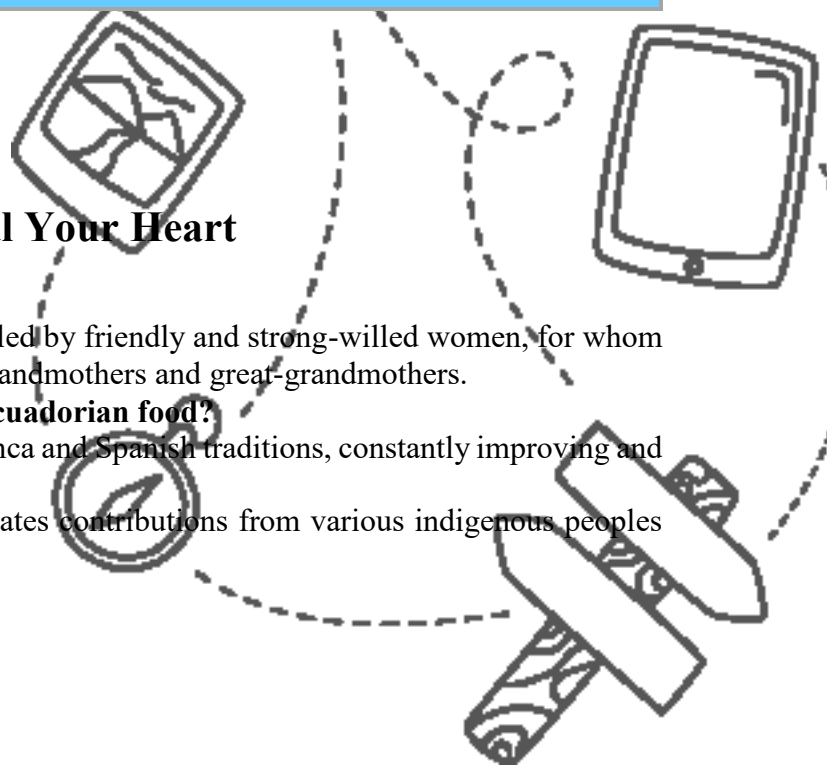 l Your Heart
led by friendly and strong-willed women, for whom
andmothers and great-grandmothers.
cuadorian food?
nca and Spanish traditions, constantly improving and
ates contributions from various indigenous peoples